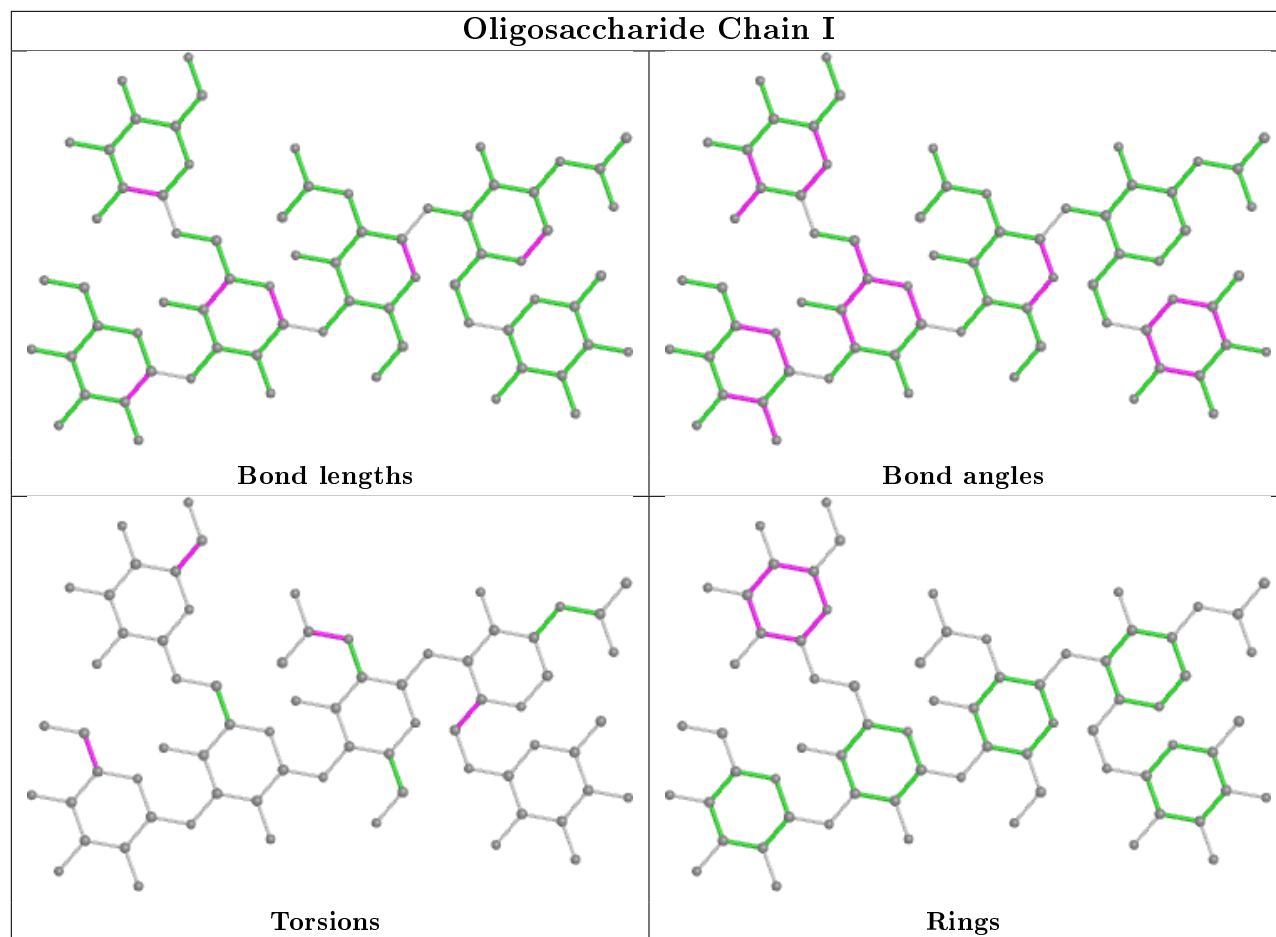 Oligosaccharide Chain I
Bond lengths
Bond angles
Torsions
Rings